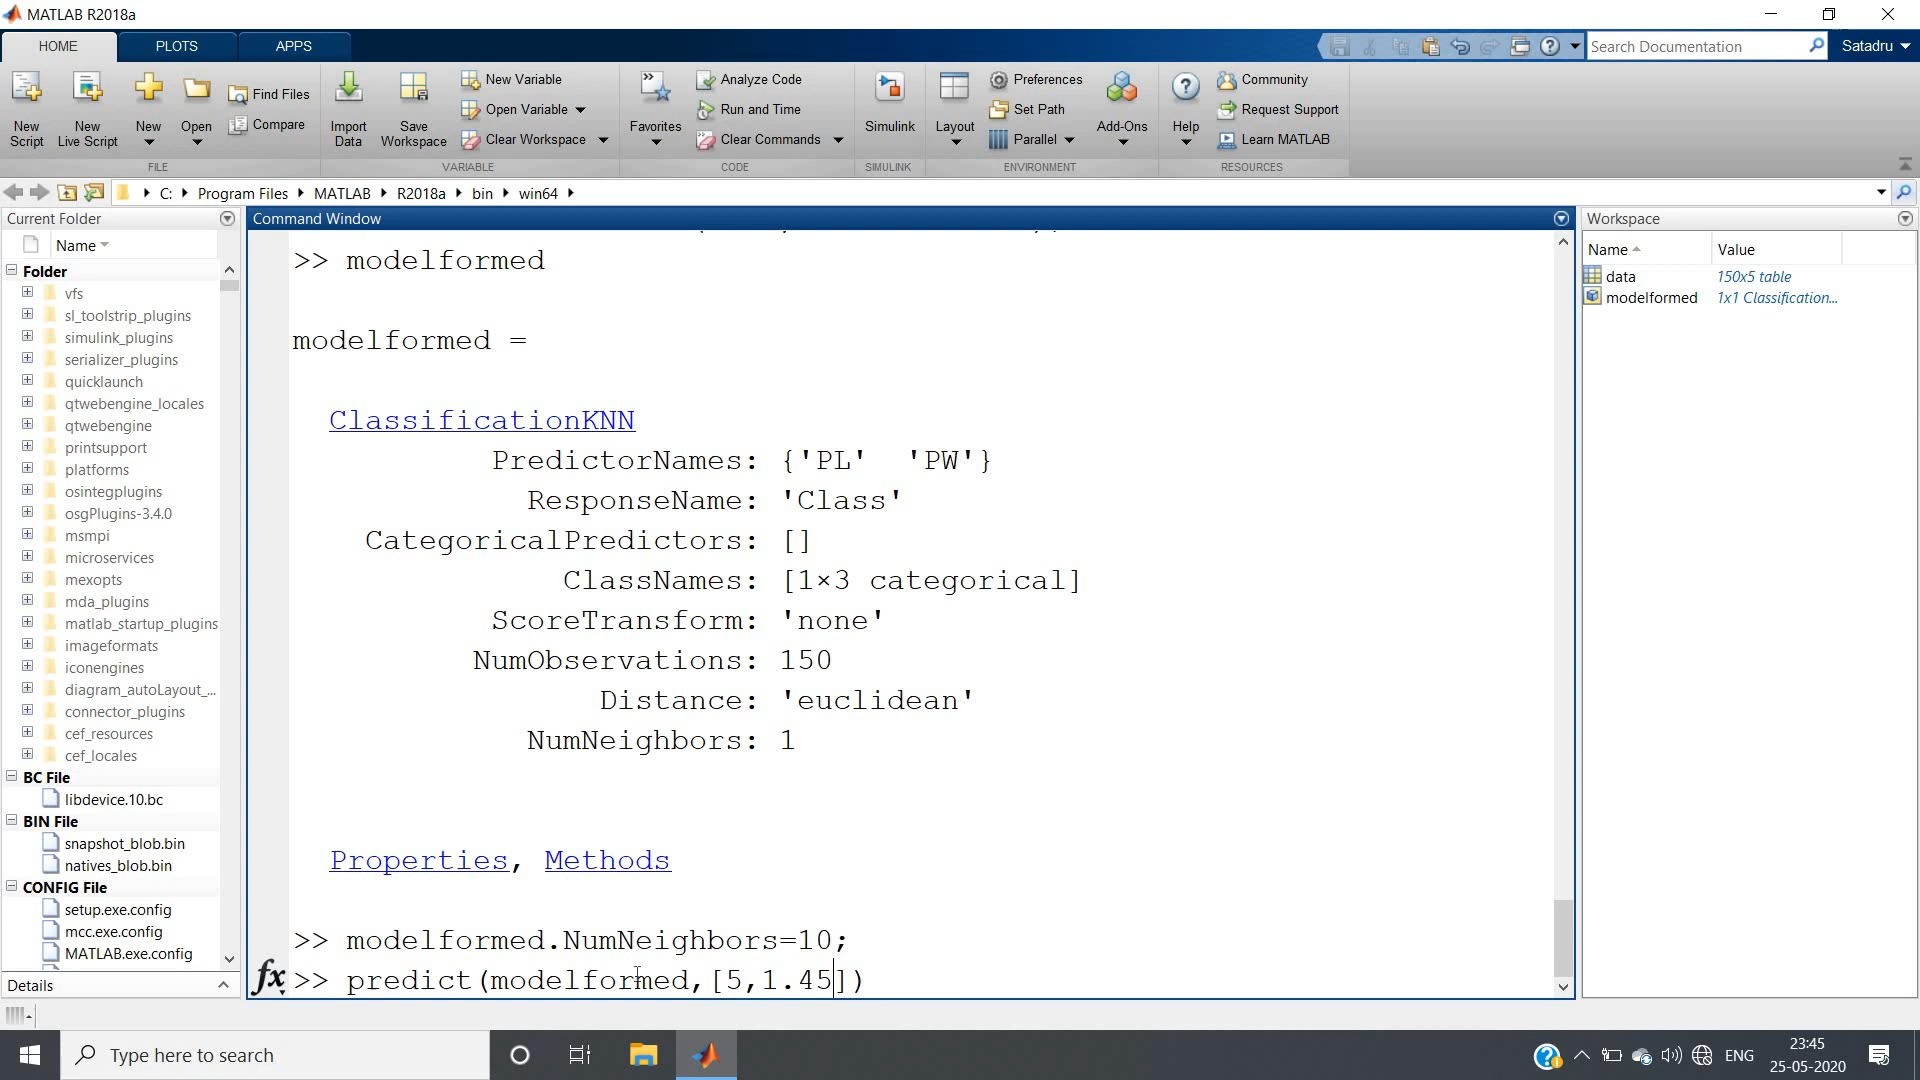 MATLAB R2018a
HOME
PLOTS
APPS
Search Documentation
Satadru
New Script
New Live Script
New
Open
Find Files
Compare
Import Data
Save Workspace
New Variable
Open Variable
Clear Workspace
Favorites
Analyze Code
Run and Time
Clear Commands
Simulink
Layout
Preferences
Set Path
Parallel
Add-Ons
Help
Community
Request Support
Learn MATLAB
FILE
VARIABLE
CODE
SIMULINK
ENVIRONMENT
RESOURCES
C:
Program Files
MATLAB
R2018a
bin
win64
Current Folder
Name
Folder
vfs
sl_toolstrip_plugins
simulink_plugins
serializer_plugins
quicklaunch
qtwebengine_locales
qtwebengine
printsupport
platforms
osintegplugins
osgPlugins-3.4.0
msmpi
microservices
mexopts
mda_plugins
matlab_startup_plugins
imageformats
iconengines
diagram_autoLayout_...
connector_plugins
cef_resources
cef_locales
BC File
libdevice.10.bc
BIN File
snapshot_blob.bin
natives_blob.bin
CONFIG File
setup.exe.config
mcc.exe.config
MATLAB.exe.config
Details
Command Window
>> modelformed
modelformed =
ClassificationKNN
PredictorNames: {'PL' 'PW'}
ResponseName: 'Class'
CategoricalPredictors: []
ClassNames: [1×3 categorical]
ScoreTransform: 'none'
NumObservations: 150
Distance: 'euclidean'
NumNeighbors: 1
Properties, Methods
>> modelformed.NumNeighbors=10;
fx >> predict(modelformed,[5,1.45])
Workspace
Name Value
data 150x5 table
modelformed 1x1 Classification...
Type here to search
ENG
23:45
25-05-2020